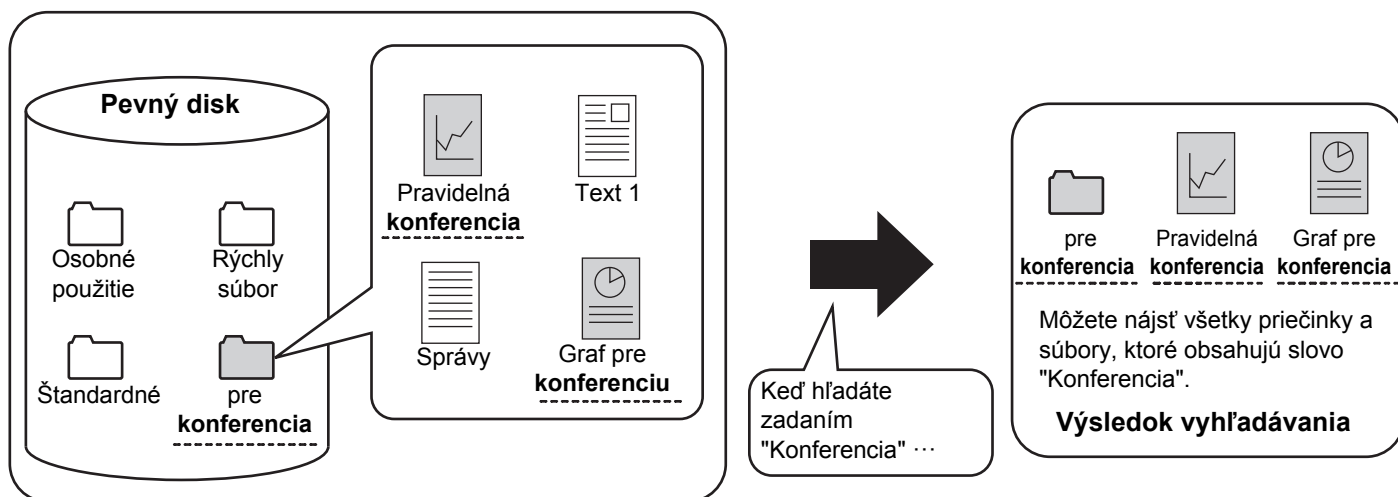 Pevný disk
Osobné
použitie
Rýchly
súbor
Štandardné
pre
konferencia
Pravidelná
konferencia
Text 1
Správy
Graf pre
konferenciu
Keď hľadáte
zadaním
"Konferencia" ···
pre
konferencia
Pravidelná
konferencia
Graf pre
konferencia
Môžete nájsť všetky priečinky a
súbory, ktoré obsahujú slovo
"Konferencia".
Výsledok vyhľadávania